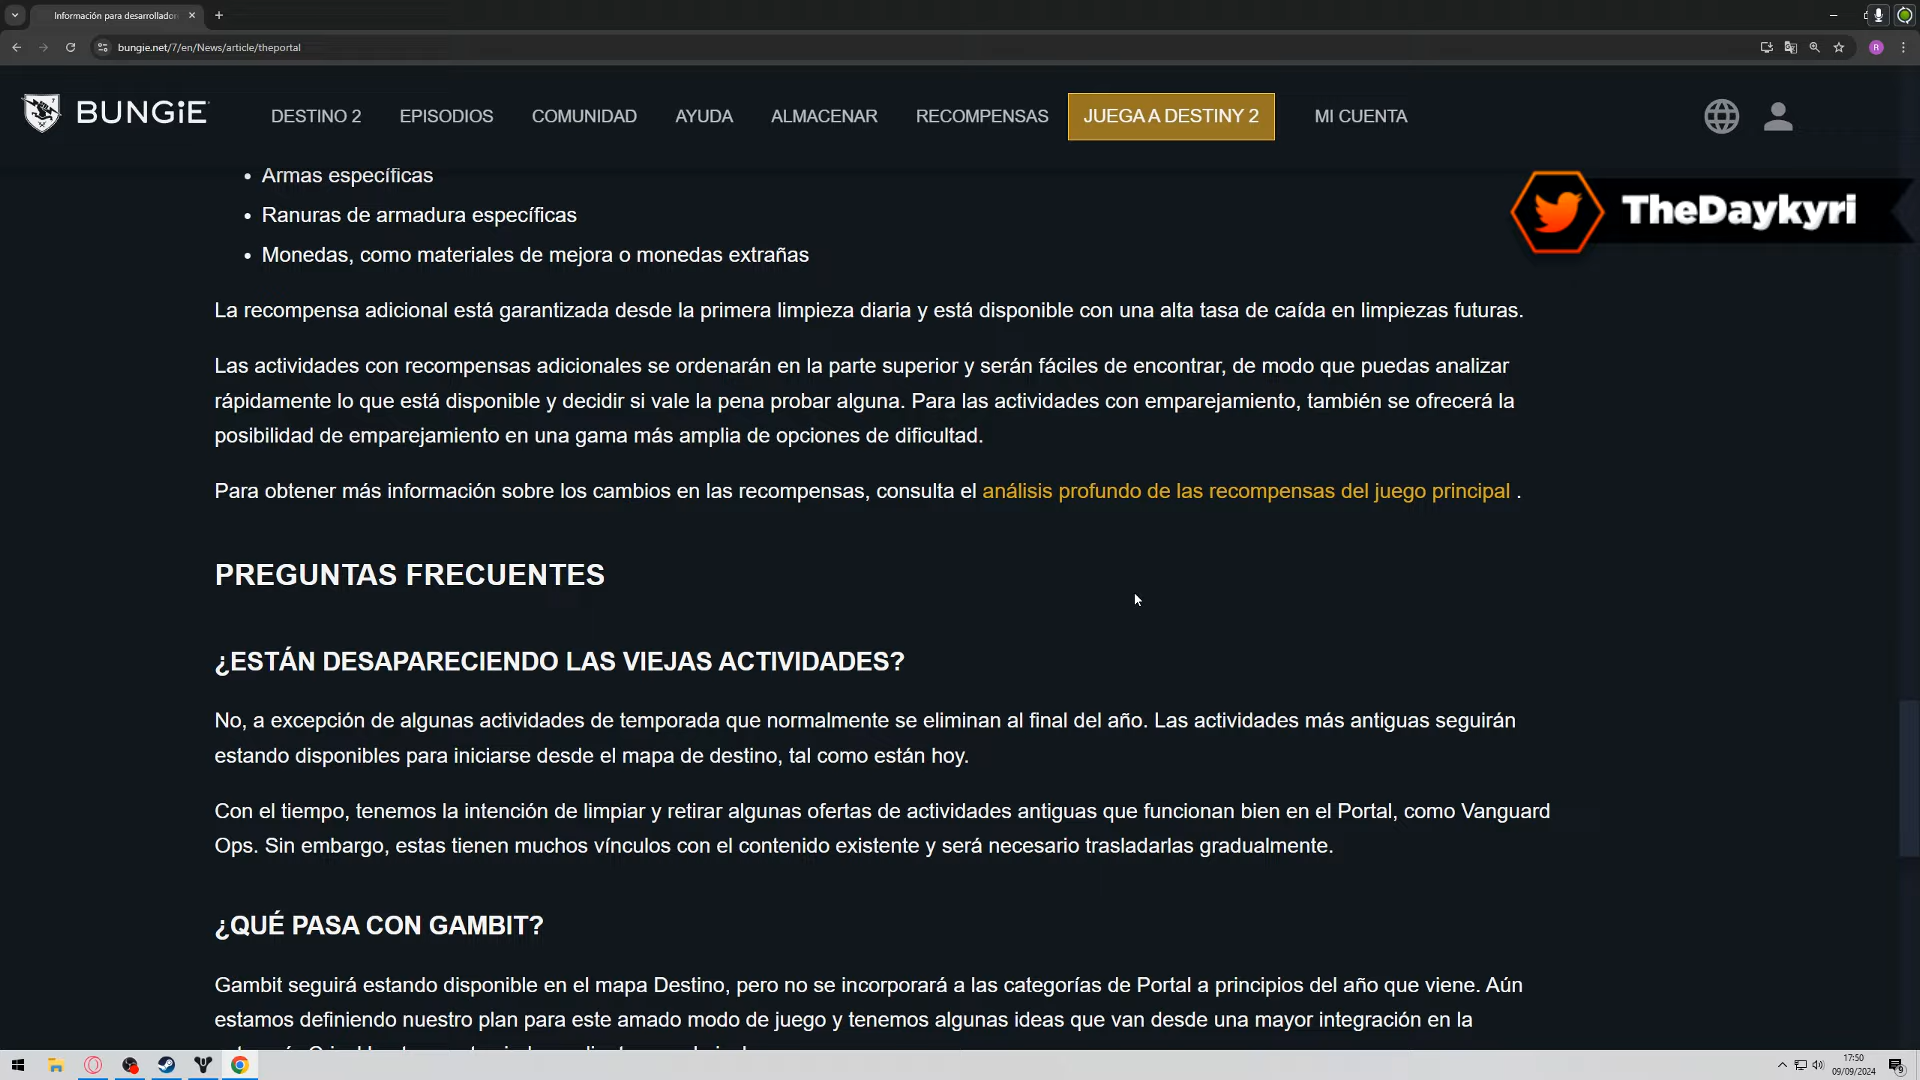 Información para desarrollador
bungie.net/7/en/News/article/theportal
R
BUNGiE
DESTINO 2
EPISODIOS
COMUNIDAD
AYUDA
ALMACENAR
RECOMPENSAS
JUEGA A DESTINY 2
MI CUENTA
• Armas específicas
• Ranuras de armadura específicas
• Monedas, como materiales de mejora o monedas extrañas
TheDaykyri
La recompensa adicional está garantizada desde la primera limpieza diaria y está disponible con una alta tasa de caída en limpiezas futuras.
Las actividades con recompensas adicionales se ordenarán en la parte superior y serán fáciles de encontrar, de modo que puedas analizar
rápidamente lo que está disponible y decidir si vale la pena probar alguna. Para las actividades con emparejamiento, también se ofrecerá la
posibilidad de emparejamiento en una gama más amplia de opciones de dificultad.
Para obtener más información sobre los cambios en las recompensas, consulta el análisis profundo de las recompensas del juego principal .
PREGUNTAS FRECUENTES
¿ESTÁN DESAPARECIENDO LAS VIEJAS ACTIVIDADES?
No, a excepción de algunas actividades de temporada que normalmente se eliminan al final del año. Las actividades más antiguas seguirán
estando disponibles para iniciarse desde el mapa de destino, tal como están hoy.
Con el tiempo, tenemos la intención de limpiar y retirar algunas ofertas de actividades antiguas que funcionan bien en el Portal, como Vanguard
Ops. Sin embargo, estas tienen muchos vínculos con el contenido existente y será necesario trasladarlas gradualmente.
¿QUÉ PASA CON GAMBIT?
Gambit seguirá estando disponible en el mapa Destino, pero no se incorporará a las categorías de Portal a principios del año que viene. Aún
estamos definiendo nuestro plan para este amado modo de juego y tenemos algunas ideas que van desde una mayor integración en la
17:50
09/09/2024